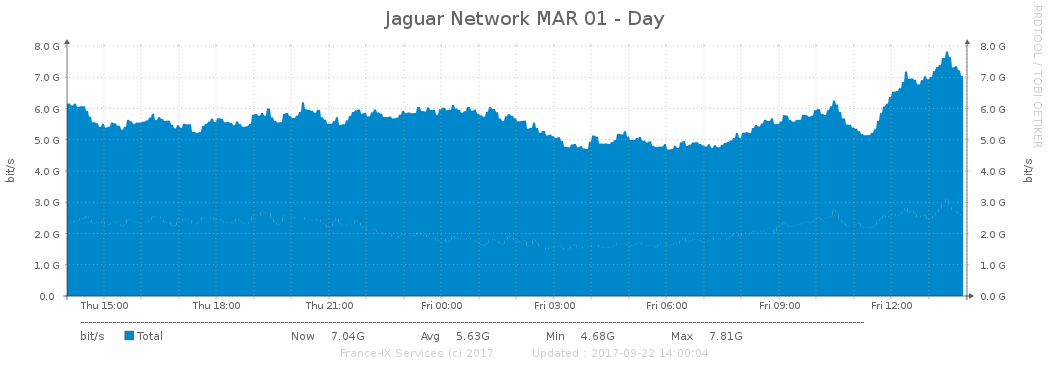 Jaguar Network MAR 01 - Day
RRDTOOL / TOBI OETIKER
bit/s
bit/s
8.0 G 8.0 G
7.0 G 7.0 G
6.0 G 6.0 G
5.0 G 5.0 G
4.0 G 4.0 G
3.0 G 3.0 G
2.0 G 2.0 G
1.0 G 1.0 G
0.0 0.0 G
Thu 15:00 Thu 18:00 Thu 21:00 Fri 00:00 Fri 03:00 Fri 06:00 Fri 09:00 Fri 12:00
bit/s Total Now 7.04G Avg 5.63G Min 4.68G Max 7.81G
France-IX Services (c) 2017 Updated : 2017-09-22 14:00:04